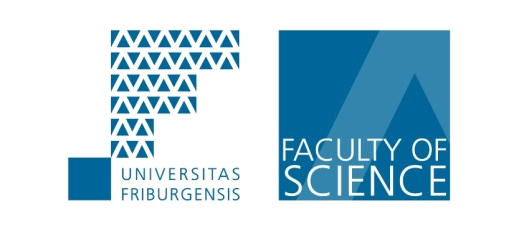 UNIVERSITAS
FRIBURGENSIS
FACULTY OF
SCIENCE